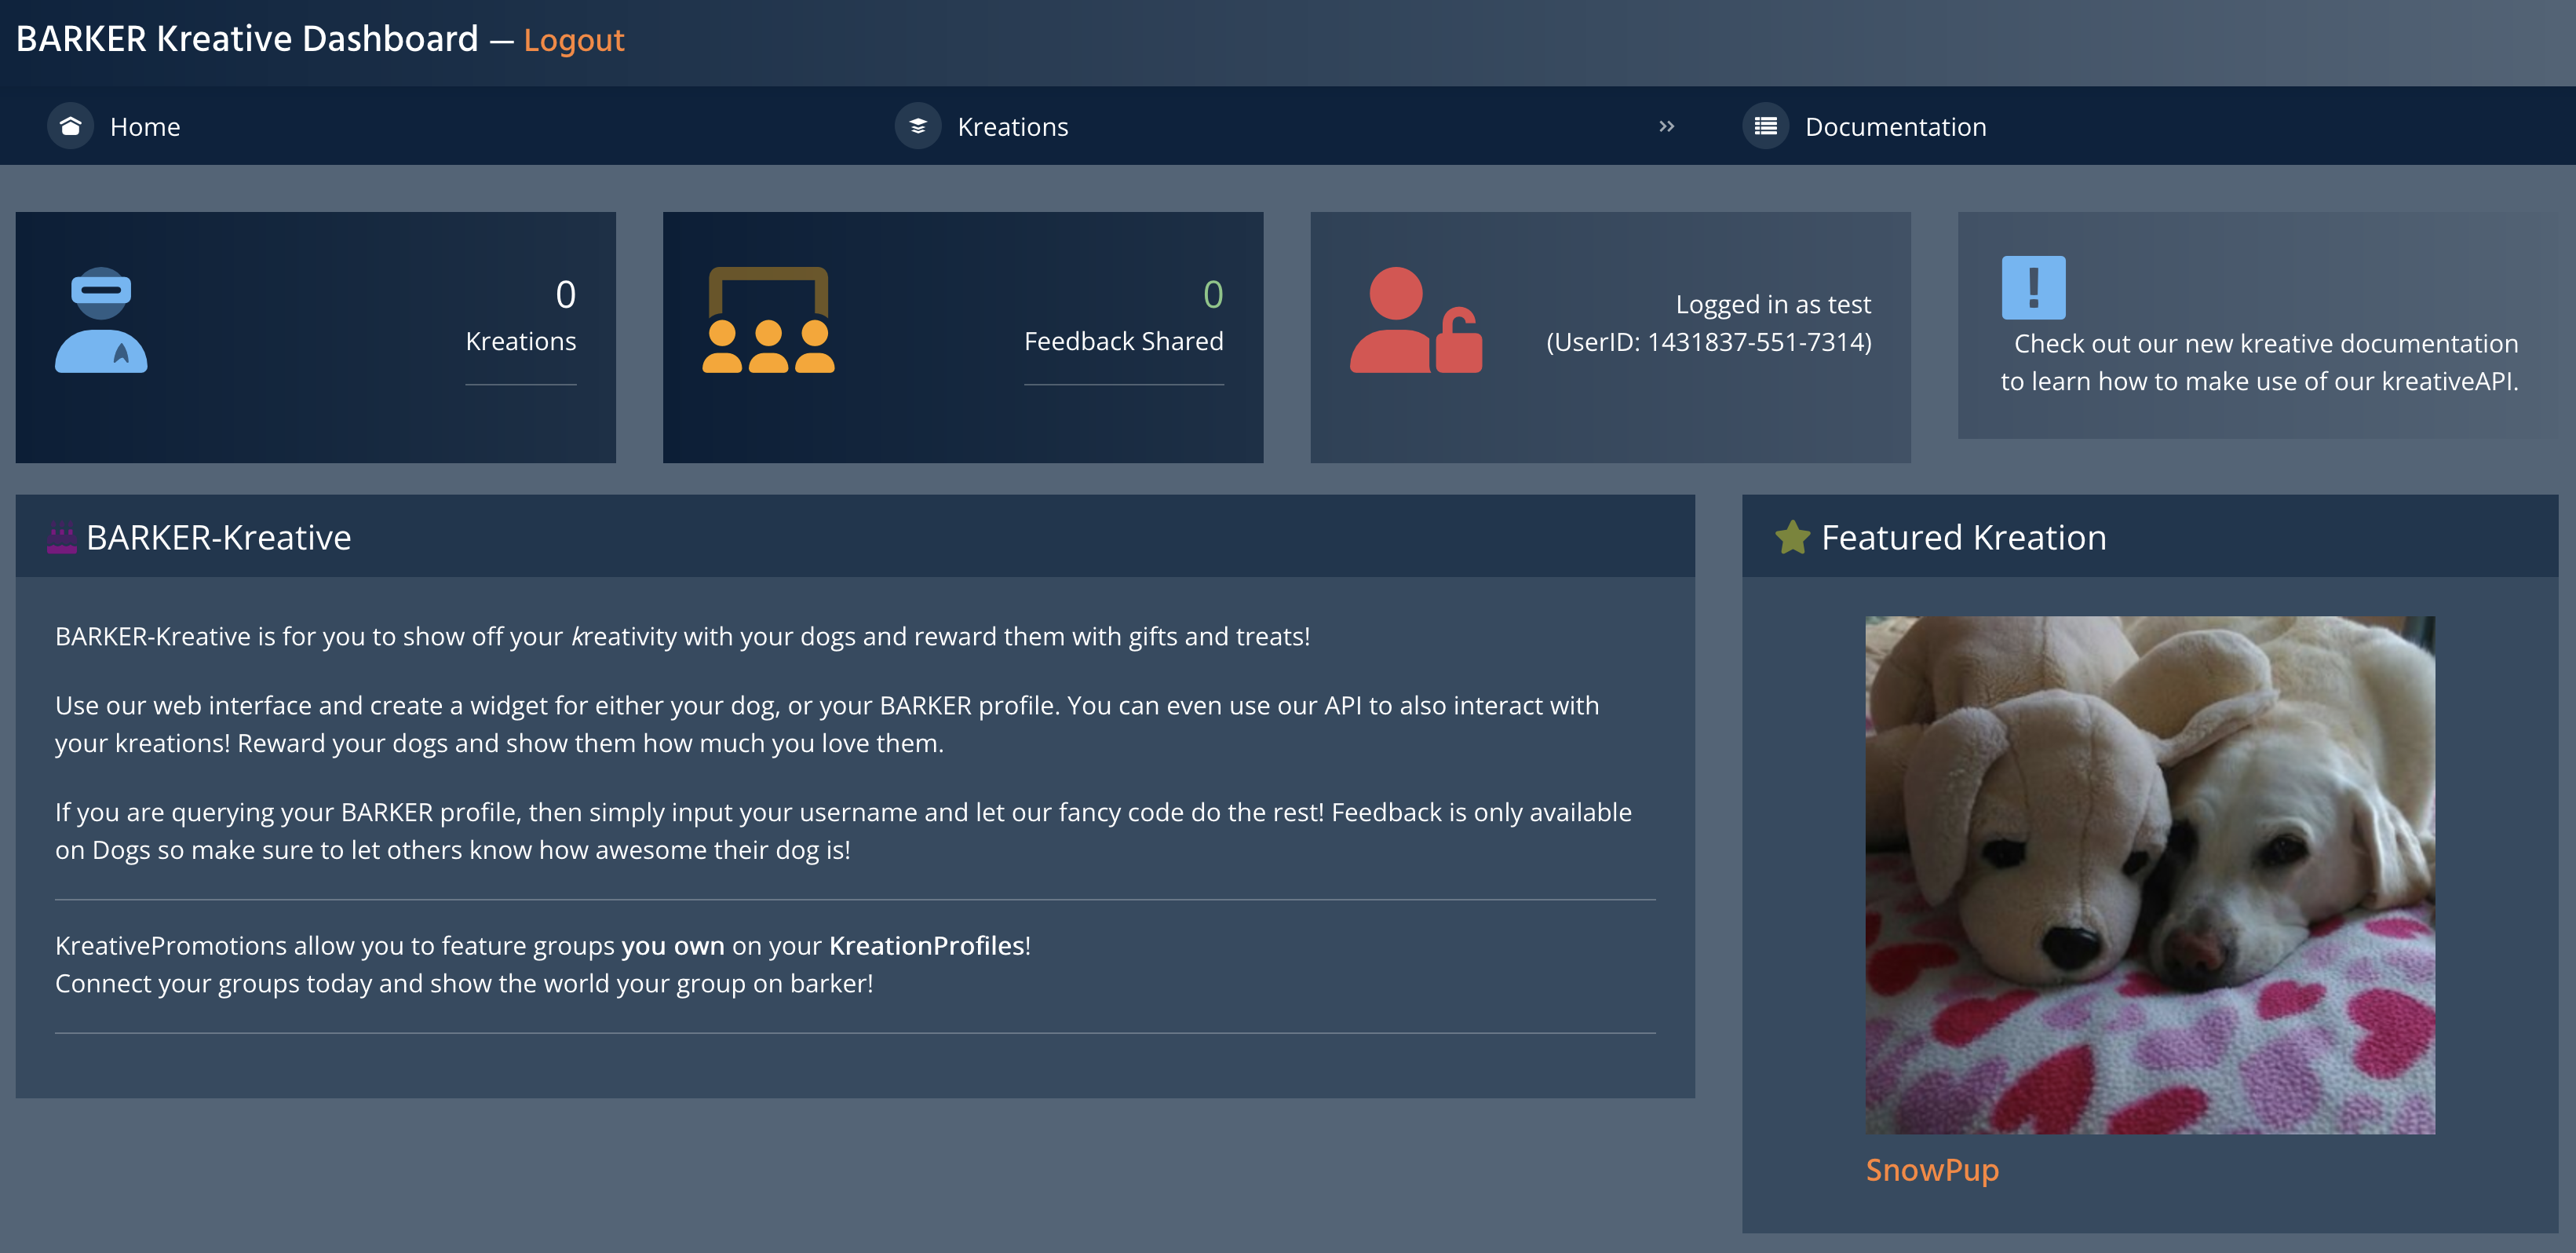 BARKER Kreative Dashboard — Logout
Home
Kreations
»
Documentation
0
Kreations
0
Feedback Shared
Logged in as test
(UserID: 1431837-551-7314)
!
Check out our new kreative documentation
to learn how to make use of our kreativeAPI.
BARKER-Kreative
BARKER-Kreative is for you to show off your kreativity with your dogs and reward them with gifts and treats!
Use our web interface and create a widget for either your dog, or your BARKER profile. You can even use our API to also interact with
your kreations! Reward your dogs and show them how much you love them.
If you are querying your BARKER profile, then simply input your username and let our fancy code do the rest! Feedback is only available
on Dogs so make sure to let others know how awesome their dog is!
KreativePromotions allow you to feature groups you own on your KreationProfiles!
Connect your groups today and show the world your group on barker!
Featured Kreation
SnowPup